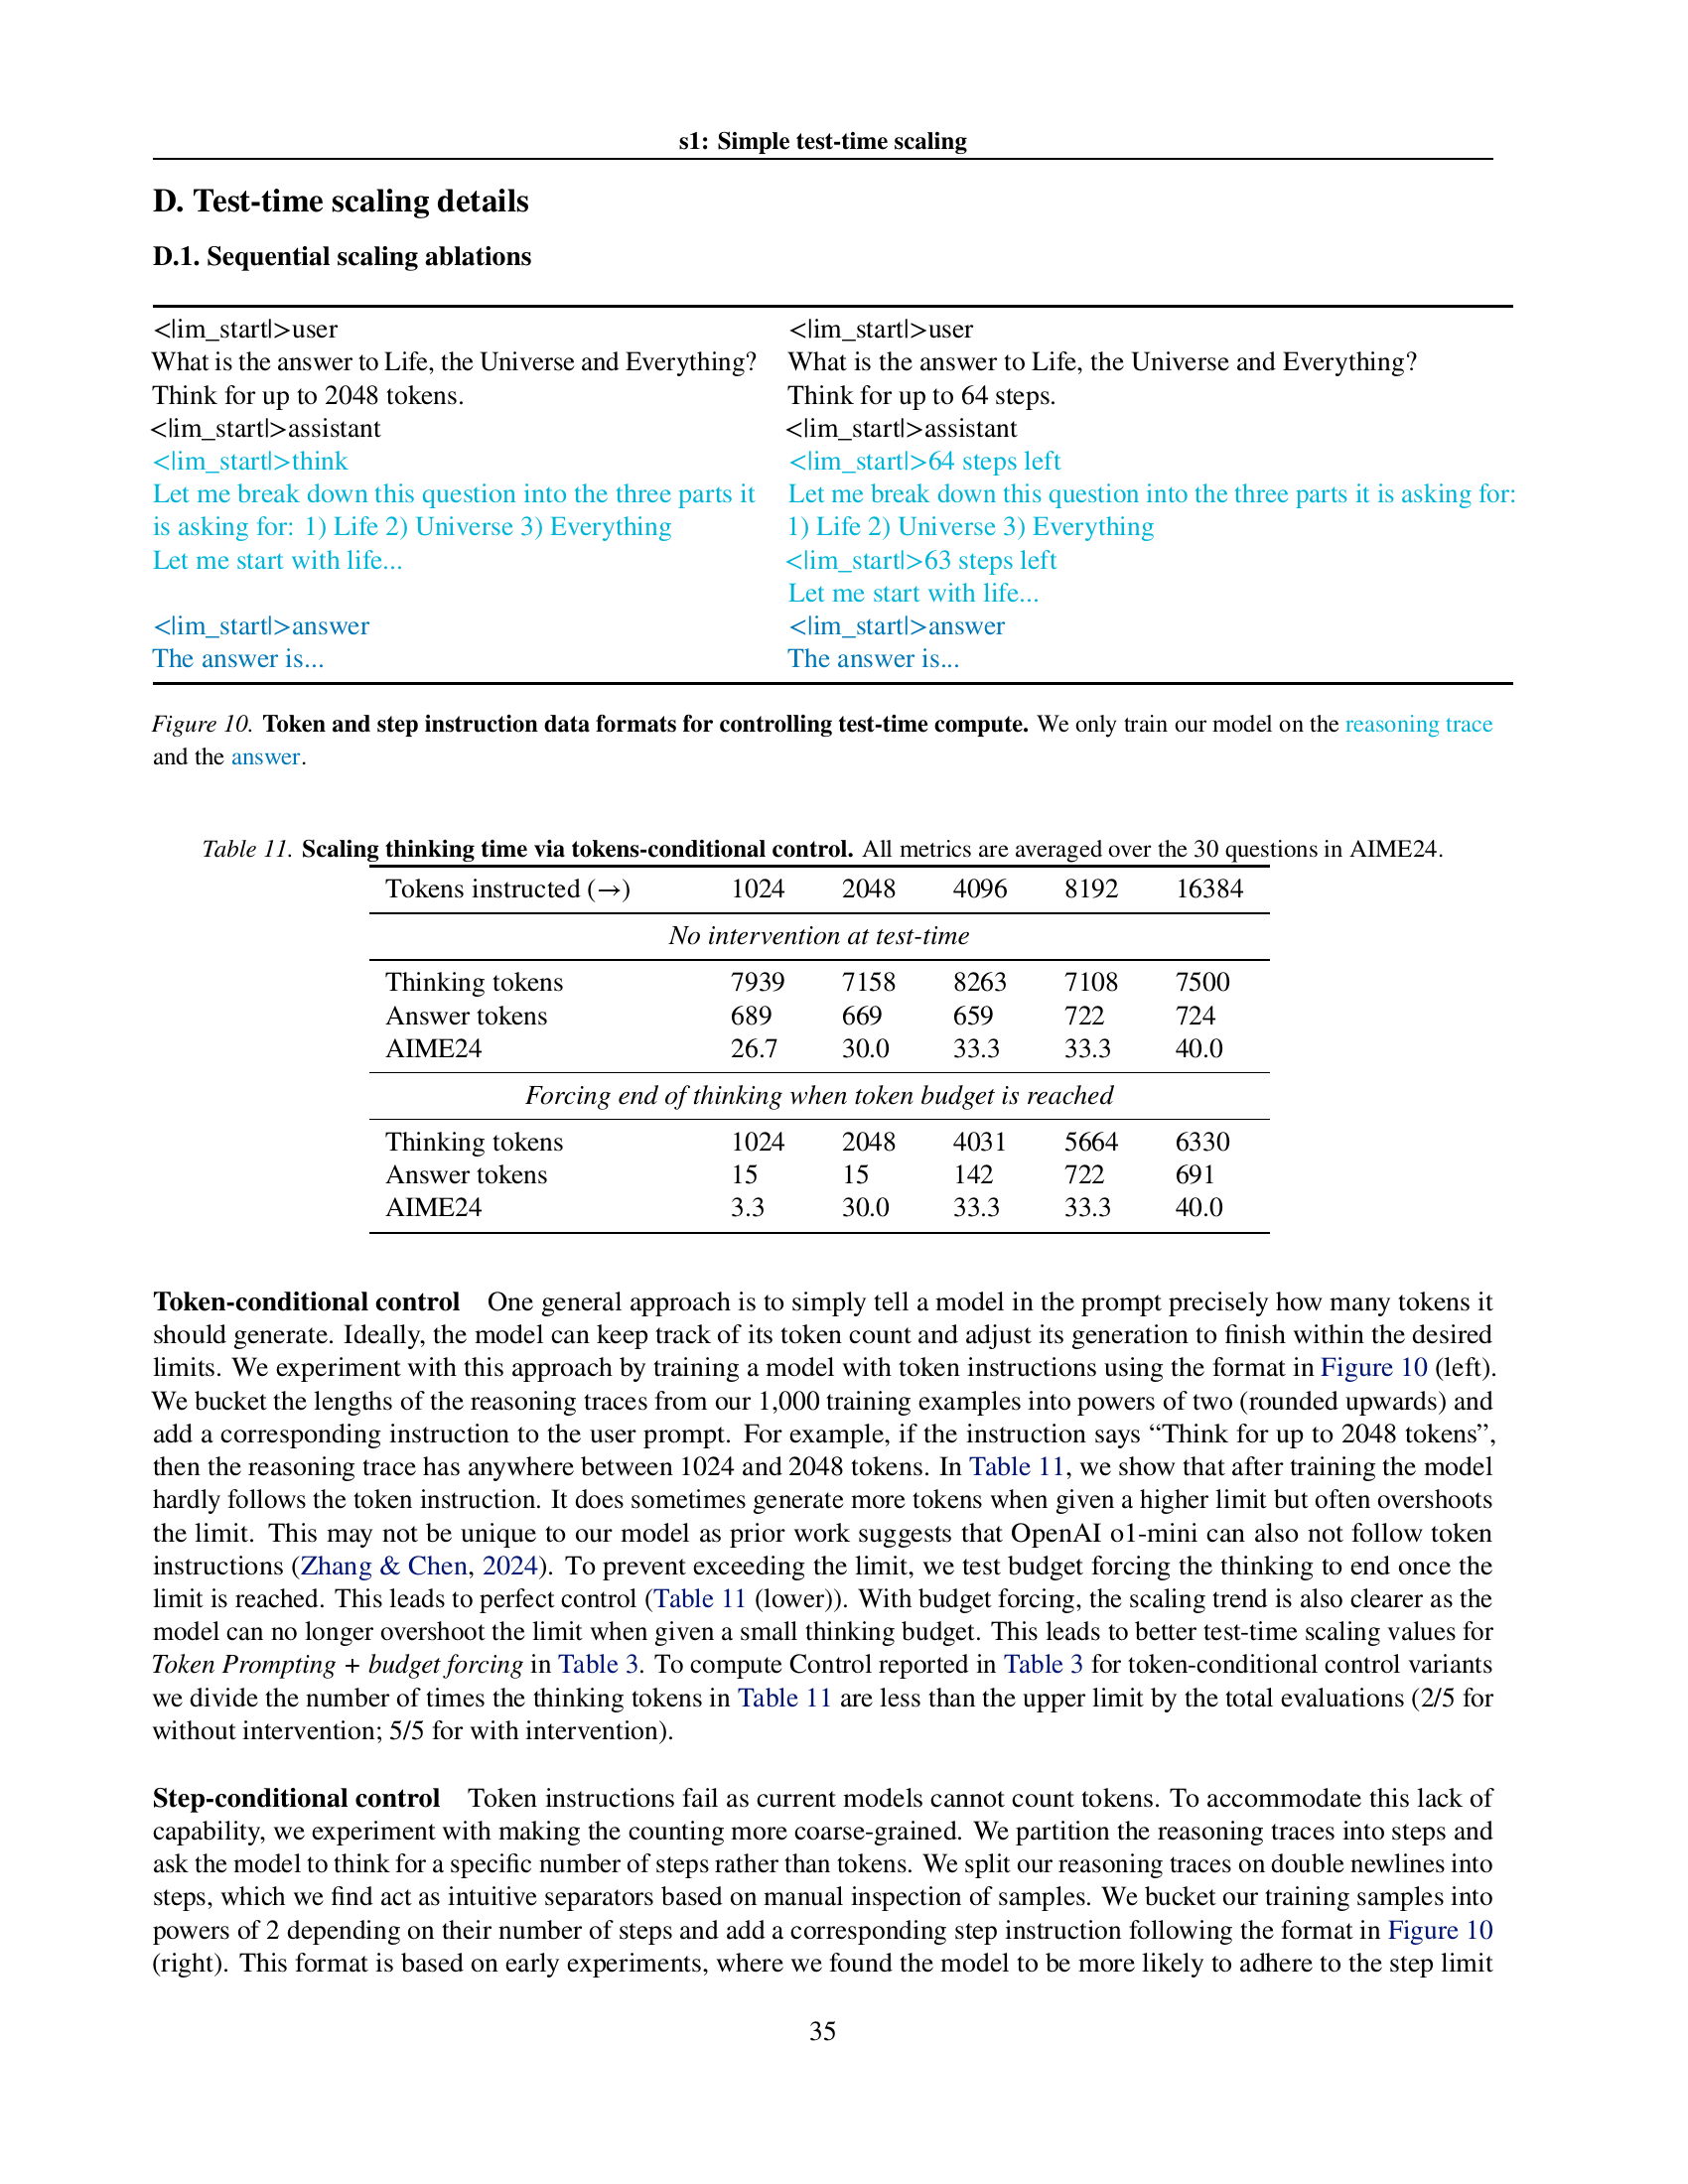 s1: Simple test-time scaling
D. Test-time scaling details
D.1. Sequential scaling ablations
<|im_start|>user
What is the answer to Life, the Universe and Everything?
Think for up to 2048 tokens.
<|im_start|>assistant
<|im_start|>think
Let me break down this question into the three parts it
is asking for: 1) Life 2) Universe 3) Everything
Let me start with life...
<|im_start|>answer
The answer is...
<|im_start|>user
What is the answer to Life, the Universe and Everything?
Think for up to 64 steps.
<|im_start|>assistant
<|im_start|>64 steps left
Let me break down this question into the three parts it is asking for:
1) Life 2) Universe 3) Everything
<|im_start|>63 steps left
Let me start with life...
<|im_start|>answer
The answer is...
Figure 10. Token and step instruction data formats for controlling test-time compute. We only train our model on the reasoning trace
and the answer.
Table 11. Scaling thinking time via tokens-conditional control. All metrics are averaged over the 30 questions in AIME24.
Tokens instructed (→) 1024 2048 4096 8192 16384
No intervention at test-time
Thinking tokens 7939 7158 8263 7108 7500
Answer tokens 689 669 659 722 724
AIME24 26.7 30.0 33.3 33.3 40.0
Forcing end of thinking when token budget is reached
Thinking tokens 1024 2048 4031 5664 6330
Answer tokens 15 15 142 722 691
AIME24 3.3 30.0 33.3 33.3 40.0
Token-conditional control One general approach is to simply tell a model in the prompt precisely how many tokens it
should generate. Ideally, the model can keep track of its token count and adjust its generation to finish within the desired
limits. We experiment with this approach by training a model with token instructions using the format in Figure 10 (left).
We bucket the lengths of the reasoning traces from our 1,000 training examples into powers of two (rounded upwards) and
add a corresponding instruction to the user prompt. For example, if the instruction says “Think for up to 2048 tokens”,
then the reasoning trace has anywhere between 1024 and 2048 tokens. In Table 11, we show that after training the model
hardly follows the token instruction. It does sometimes generate more tokens when given a higher limit but often overshoots
the limit. This may not be unique to our model as prior work suggests that OpenAI o1-mini can also not follow token
instructions (Zhang & Chen, 2024). To prevent exceeding the limit, we test budget forcing the thinking to end once the
limit is reached. This leads to perfect control (Table 11 (lower)). With budget forcing, the scaling trend is also clearer as the
model can no longer overshoot the limit when given a small thinking budget. This leads to better test-time scaling values for
Token Prompting + budget forcing in Table 3. To compute Control reported in Table 3 for token-conditional control variants
we divide the number of times the thinking tokens in Table 11 are less than the upper limit by the total evaluations (2/5 for
without intervention; 5/5 for with intervention).
Step-conditional control Token instructions fail as current models cannot count tokens. To accommodate this lack of
capability, we experiment with making the counting more coarse-grained. We partition the reasoning traces into steps and
ask the model to think for a specific number of steps rather than tokens. We split our reasoning traces on double newlines into
steps, which we find act as intuitive separators based on manual inspection of samples. We bucket our training samples into
powers of 2 depending on their number of steps and add a corresponding step instruction following the format in Figure 10
(right). This format is based on early experiments, where we found the model to be more likely to adhere to the step limit
35